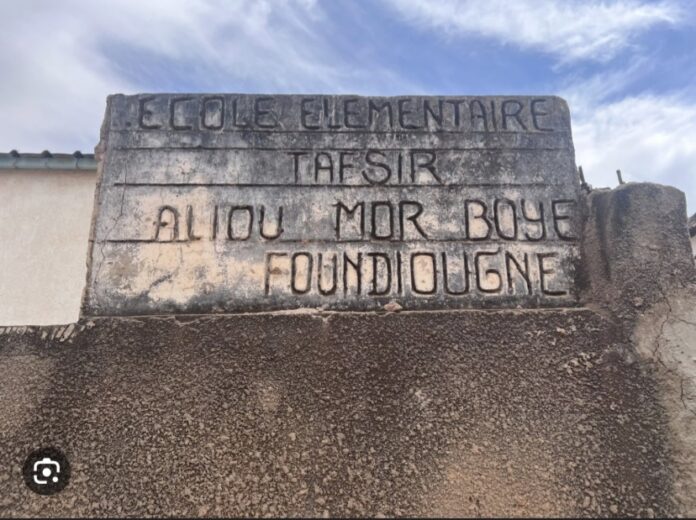 ECOLE ELEMENTAIRE
TAFSIR
ALIOU MOR BOYE
FOUNDIOUGNE